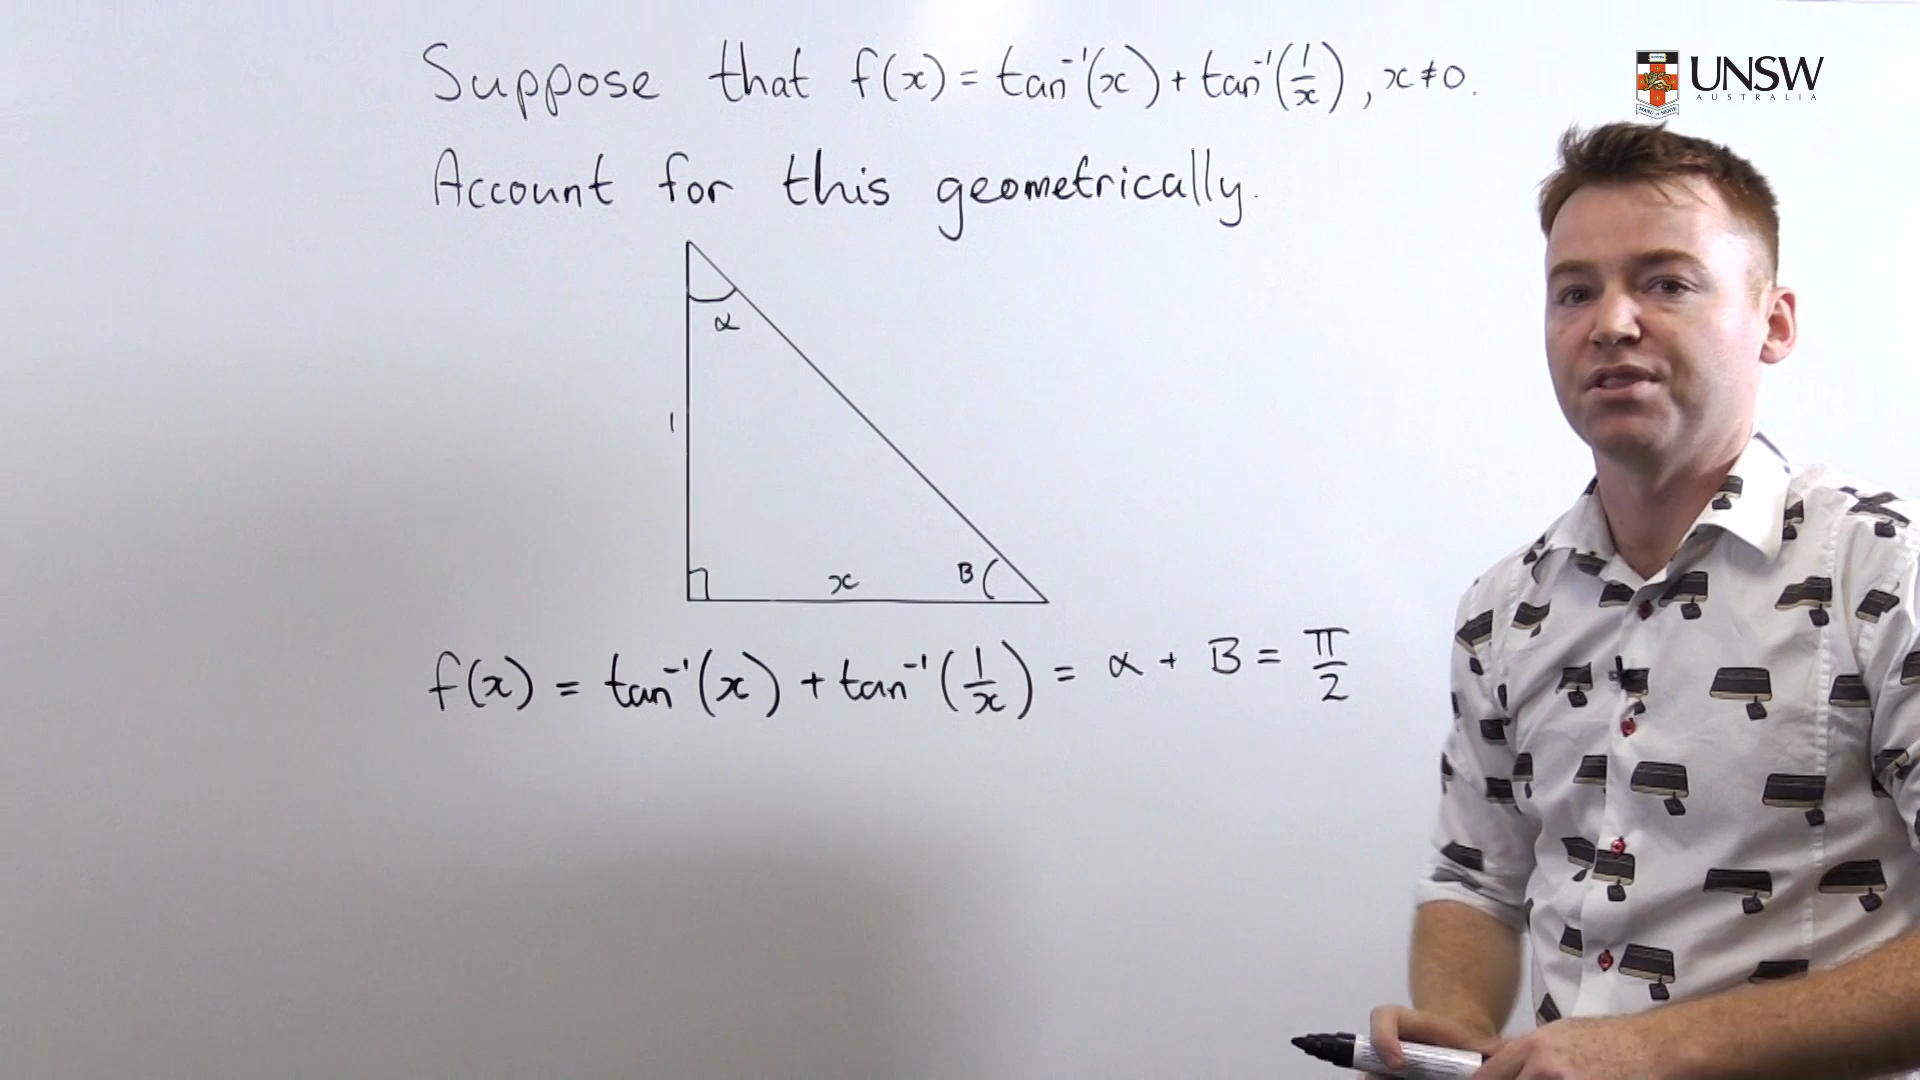 Suppose that f(x) = tan⁻¹(x) + tan⁻¹(1/x), x ≠ 0.
UNSW
AUSTRALIA
Account for this geometrically.
α
1
x
B
f(x) = tan⁻¹(x) + tan⁻¹(1/x) = α + B = π/2